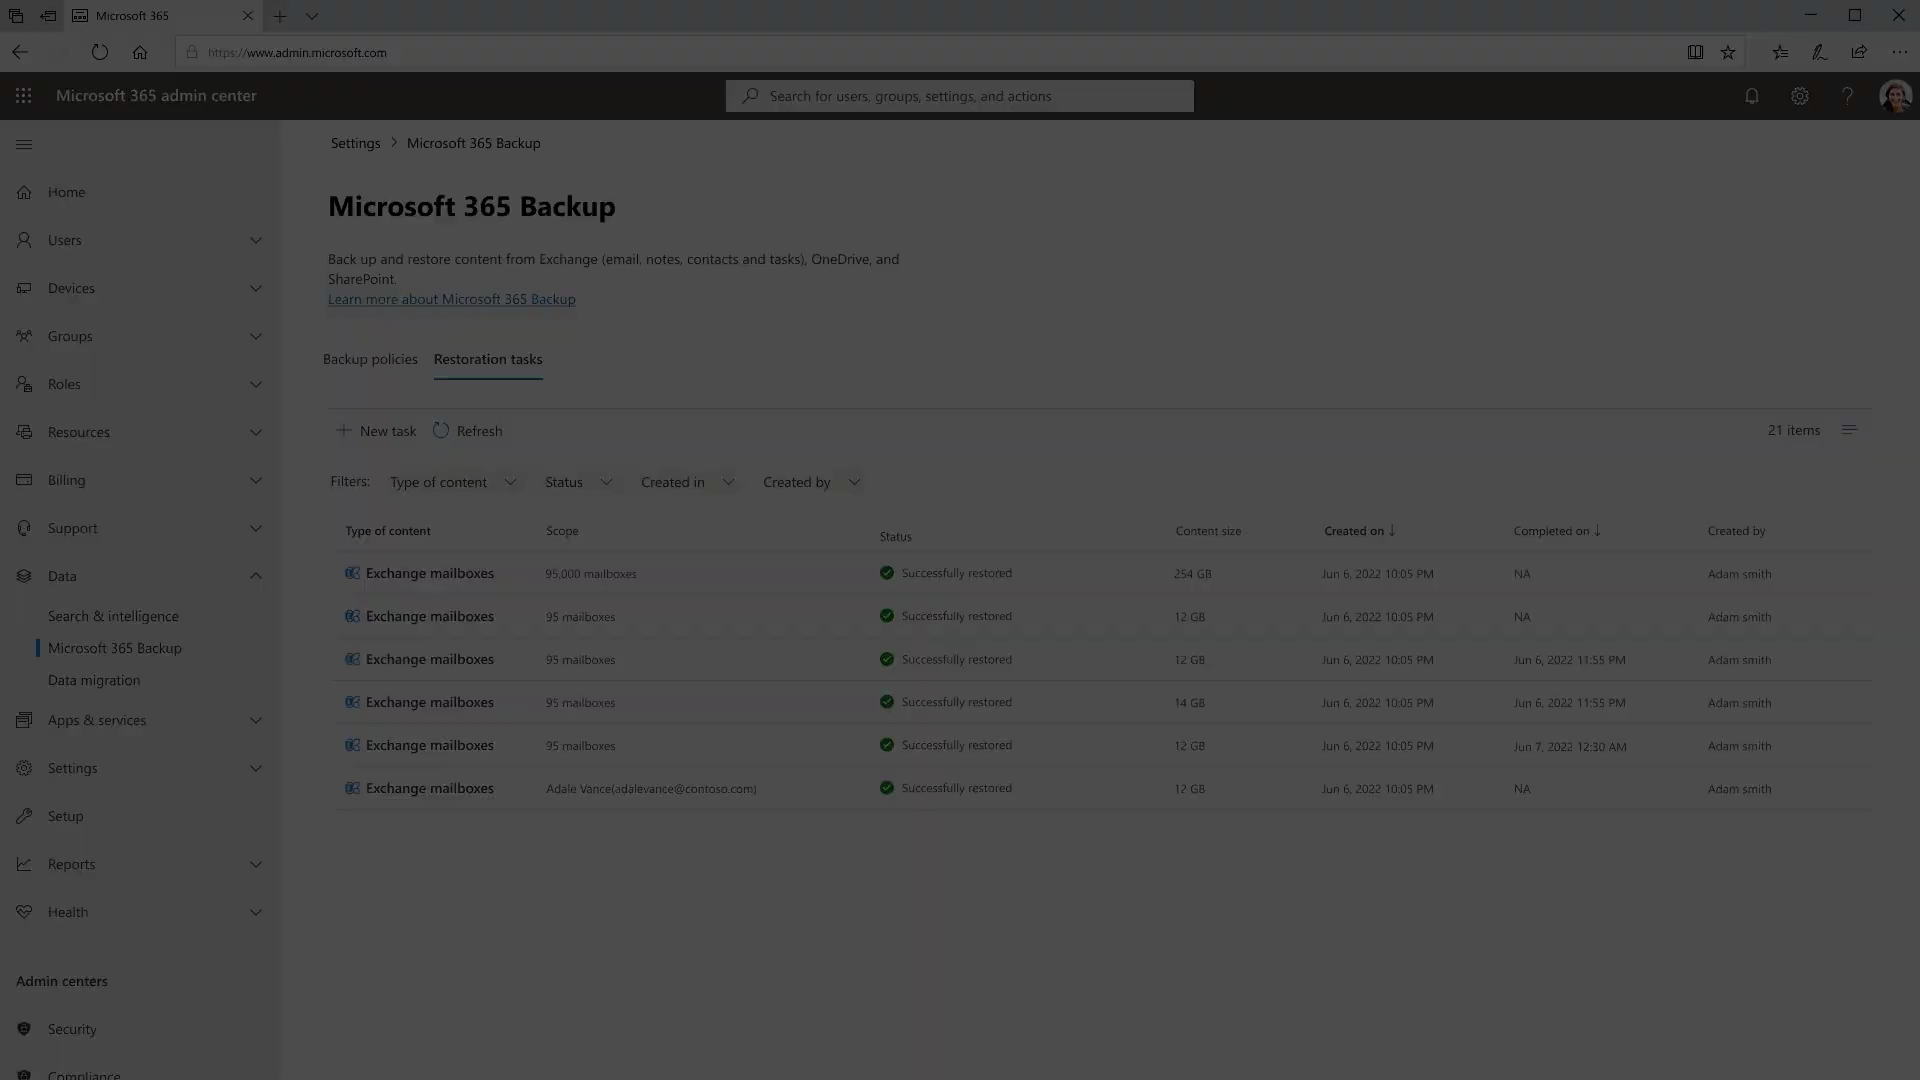 Microsoft 365
https://www.admin.microsoft.com
Microsoft 365 admin center
Search for users, groups, settings, and actions
Settings > Microsoft 365 Backup
Home
Users
Devices
Groups
Roles
Resources
Billing
Support
Data
Search & intelligence
Microsoft 365 Backup
Data migration
Apps & services
Settings
Setup
Reports
Health
Admin centers
Security
Compliance
Microsoft 365 Backup
Back up and restore content from Exchange (email, notes, contacts and tasks), OneDrive, and
SharePoint.
Learn more about Microsoft 365 Backup
Backup policies Restoration tasks
New task Refresh 21 items
Filters: Type of content Status Created in Created by
Type of content Scope Status Content size Created on ↓ Completed on ↓ Created by
Exchange mailboxes 95,000 mailboxes Successfully restored 254 GB Jun 6, 2022 10:05 PM NA Adam smith
Exchange mailboxes 95 mailboxes Successfully restored 12 GB Jun 6, 2022 10:05 PM NA Adam smith
Exchange mailboxes 95 mailboxes Successfully restored 12 GB Jun 6, 2022 10:05 PM Jun 6, 2022 11:55 PM Adam smith
Exchange mailboxes 95 mailboxes Successfully restored 14 GB Jun 6, 2022 10:05 PM Jun 6, 2022 11:55 PM Adam smith
Exchange mailboxes 95 mailboxes Successfully restored 12 GB Jun 6, 2022 10:05 PM Jun 7, 2022 12:30 AM Adam smith
Exchange mailboxes Adale Vance(adalevance@contoso.com) Successfully restored 12 GB Jun 6, 2022 10:05 PM NA Adam smith